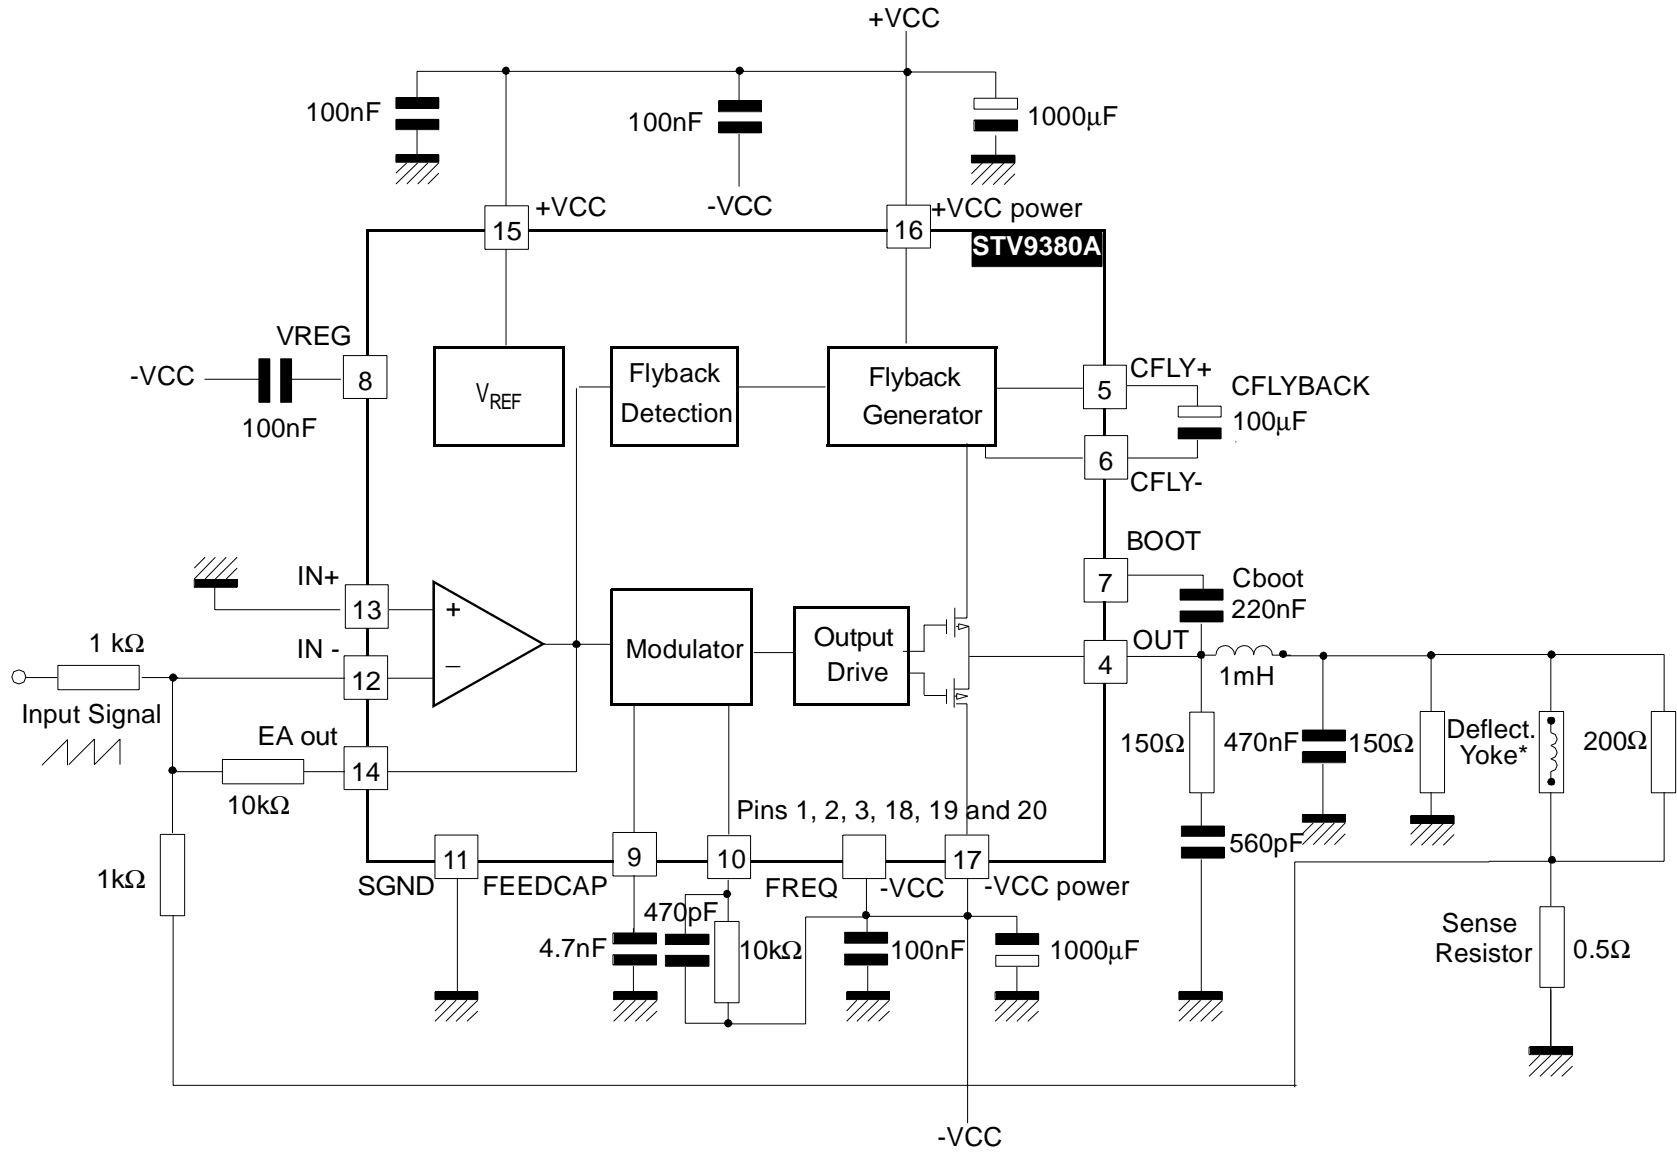 +VCC
100nF
100nF
1000μF
-VCC
+VCC
+VCC power
15
16
STV9380A
VREG
-VCC
8
100nF
VREF
Flyback
Detection
Flyback
Generator
5
CFLY+
CFLYBACK
100μF
6
CFLY-
BOOT
7
Cboot
220nF
IN+
13
+
IN -
12
–
1 kΩ
Input Signal
Modulator
Output
Drive
OUT
4
1mH
EA out
14
10kΩ
150Ω
470nF
150Ω
Deflect.
Yoke*
200Ω
Pins 1, 2, 3, 18, 19 and 20
560pF
1kΩ
11
9
10
17
SGND
FEEDCAP
FREQ
-VCC
-VCC power
4.7nF
470pF
10kΩ
100nF
1000μF
Sense
Resistor
0.5Ω
-VCC